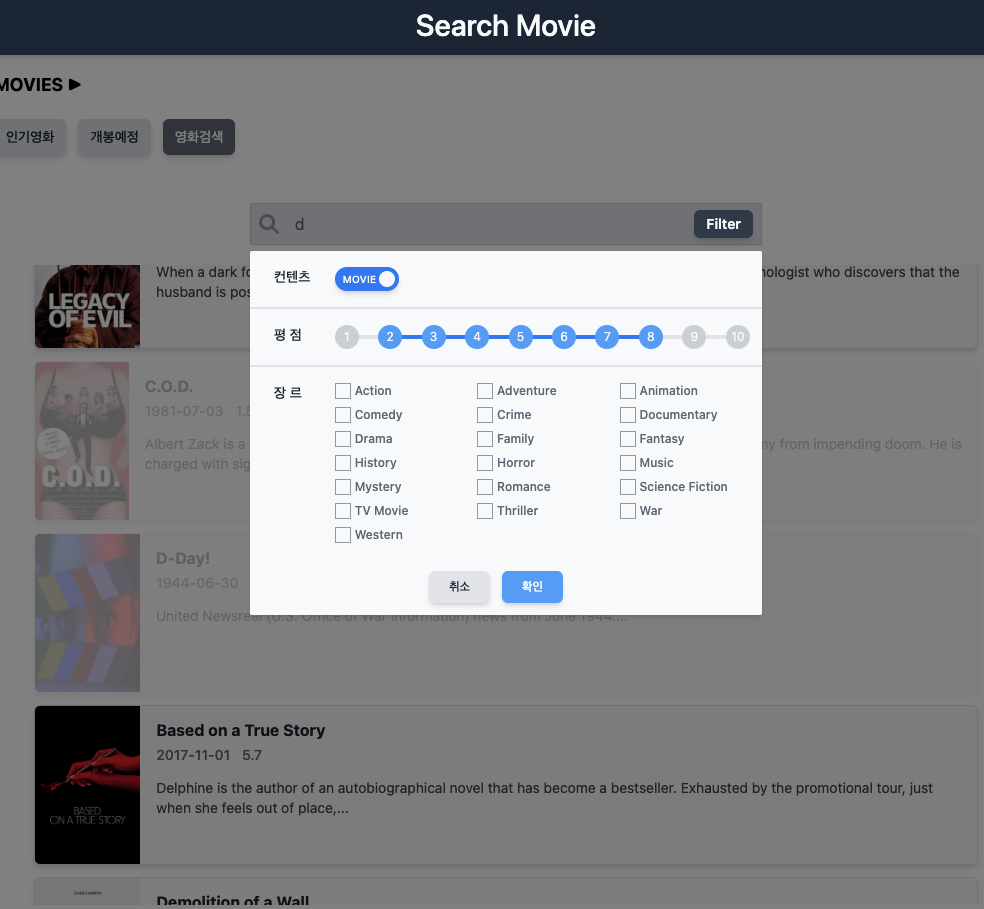 Search Movie
MOVIES ▶
인기영화 개봉예정 영화검색
d Filter
When a dark fo
nologist who discovers that the
husband is pos
LEGACY
OF EVIL
컨텐츠 MOVIE
평 점 1 2 3 4 5 6 7 8 9 10
장 르
Action Adventure Animation
Comedy Crime Documentary
Drama Family Fantasy
History Horror Music
Mystery Romance Science Fiction
TV Movie Thriller War
Western
취소 확인
C.O.D.
1981-07-03 1.5
Albert Zack is a
ny from impending doom. He is
charged with sig
C.O.D.
D-Day!
1944-06-30
United Newsreel (U.S. Office of War Information) news from June 1944....
Based on a True Story
2017-11-01 5.7
Delphine is the author of an autobiographical novel that has become a bestseller. Exhausted by the promotional tour, just
when she feels out of place,...
BASED
ON A TRUE STORY
Demolition of a Wall